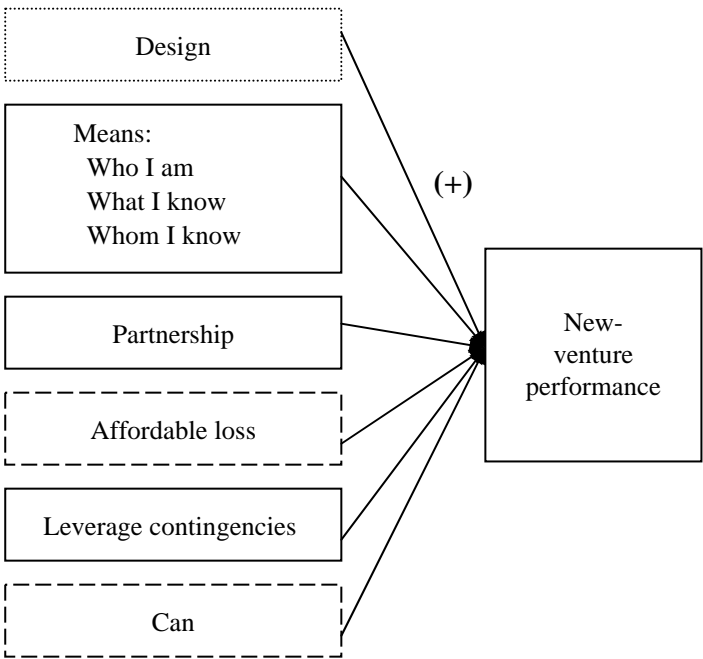 Design
Means:
Who I am
What I know
Whom I know
(+)
Partnership
New-
venture
performance
Affordable loss
Leverage contingencies
Can